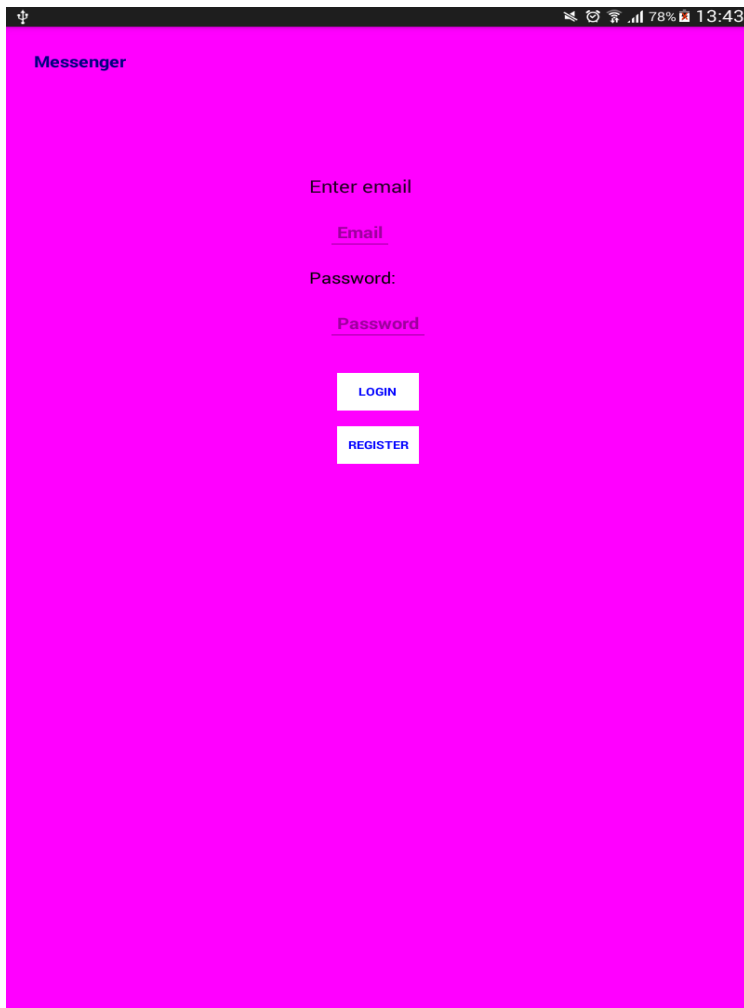 78% 13:43
Messenger
Enter email
Email
Password:
Password
LOGIN
REGISTER